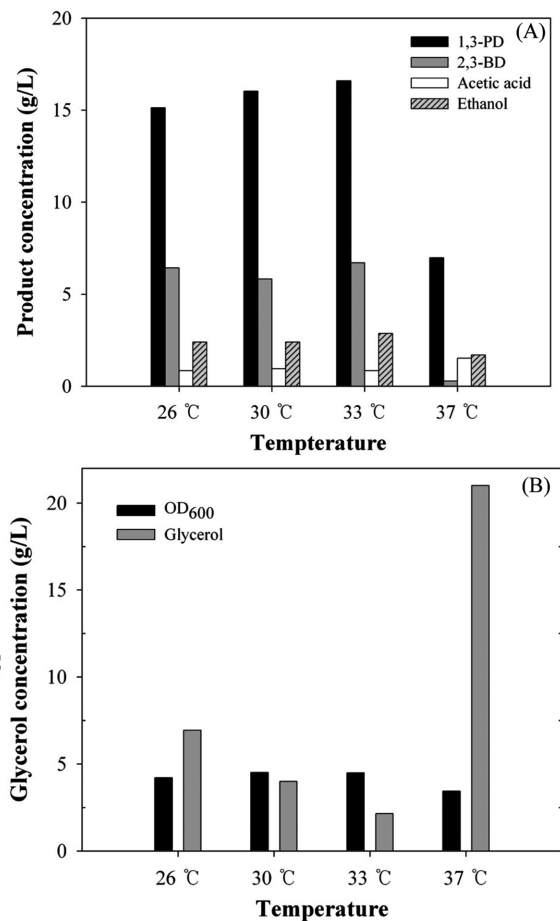 (A)
1,3-PD
2,3-BD
Acetic acid
Ethanol
Product concentration (g/L)
20
15
10
5
0
26 ℃ 30 ℃ 33 ℃ 37 ℃
Tempterature
(B)
OD600
Glycerol
Glycerol concentration (g/L)
20
15
10
5
0
26 ℃ 30 ℃ 33 ℃ 37 ℃
Temperature